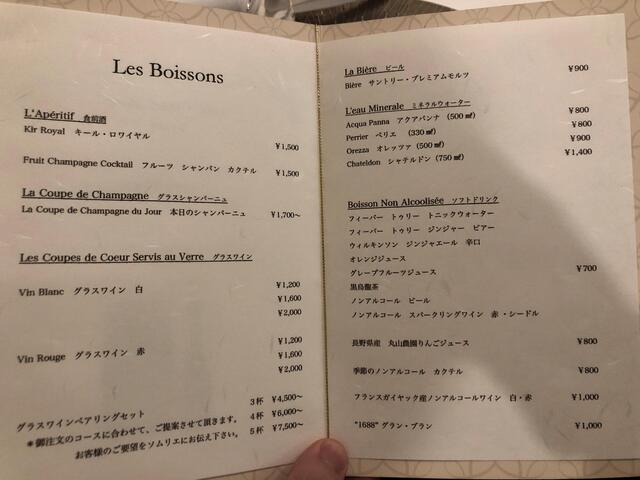 Les Boissons
L'Apéritif 食前酒
Kir Royal キール・ロワイヤル ¥1,500
Fruit Champagne Cocktail フルーツ シャンパン カクテル ¥1,500
La Coupe de Champagne グラスシャンパーニュ
La Coupe de Champagne du Jour 本日のシャンパーニュ ¥1,700~
Les Coupes de Coeur Servis au Verre グラスワイン
Vin Blanc グラスワイン 白 ¥1,200
¥1,600
¥2,000
¥1,200
Vin Rouge グラスワイン 赤 ¥1,600
¥2,000
3杯 ¥4,500~
グラスワインペアリングセット 4杯 ¥6,000~
*御注文のコースに合わせて、ご提案させて頂きます。 5杯 ¥7,500~
お客様のご要望をソムリエにお伝え下さい。
La Bière ビール
Bière サントリー・プレミアムモルツ ¥900
L'eau Minerale ミネラルウォーター
Acqua Panna アクアパンナ (500㎖) ¥800
Perrier ペリエ (330㎖) ¥800
Orezza オレッツァ (500㎖) ¥900
Chateldon シャテルドン (750㎖) ¥1,400
Boisson Non Alcoolisée ソフトドリンク
フィーバー トゥリー トニックウォーター
フィーバー トゥリー ジンジャー ビアー
ウィルキンソン ジンジャエール 辛口
オレンジジュース
グレープフルーツジュース ¥700
黒烏龍茶
ノンアルコール ビール
ノンアルコール スパークリングワイン 赤・シードル
長野県産 丸山農園りんごジュース ¥800
季節のノンアルコール カクテル ¥800
フランスガイヤック産ノンアルコールワイン 白・赤 ¥1,000
"1688" グラン・ブラン ¥1,000